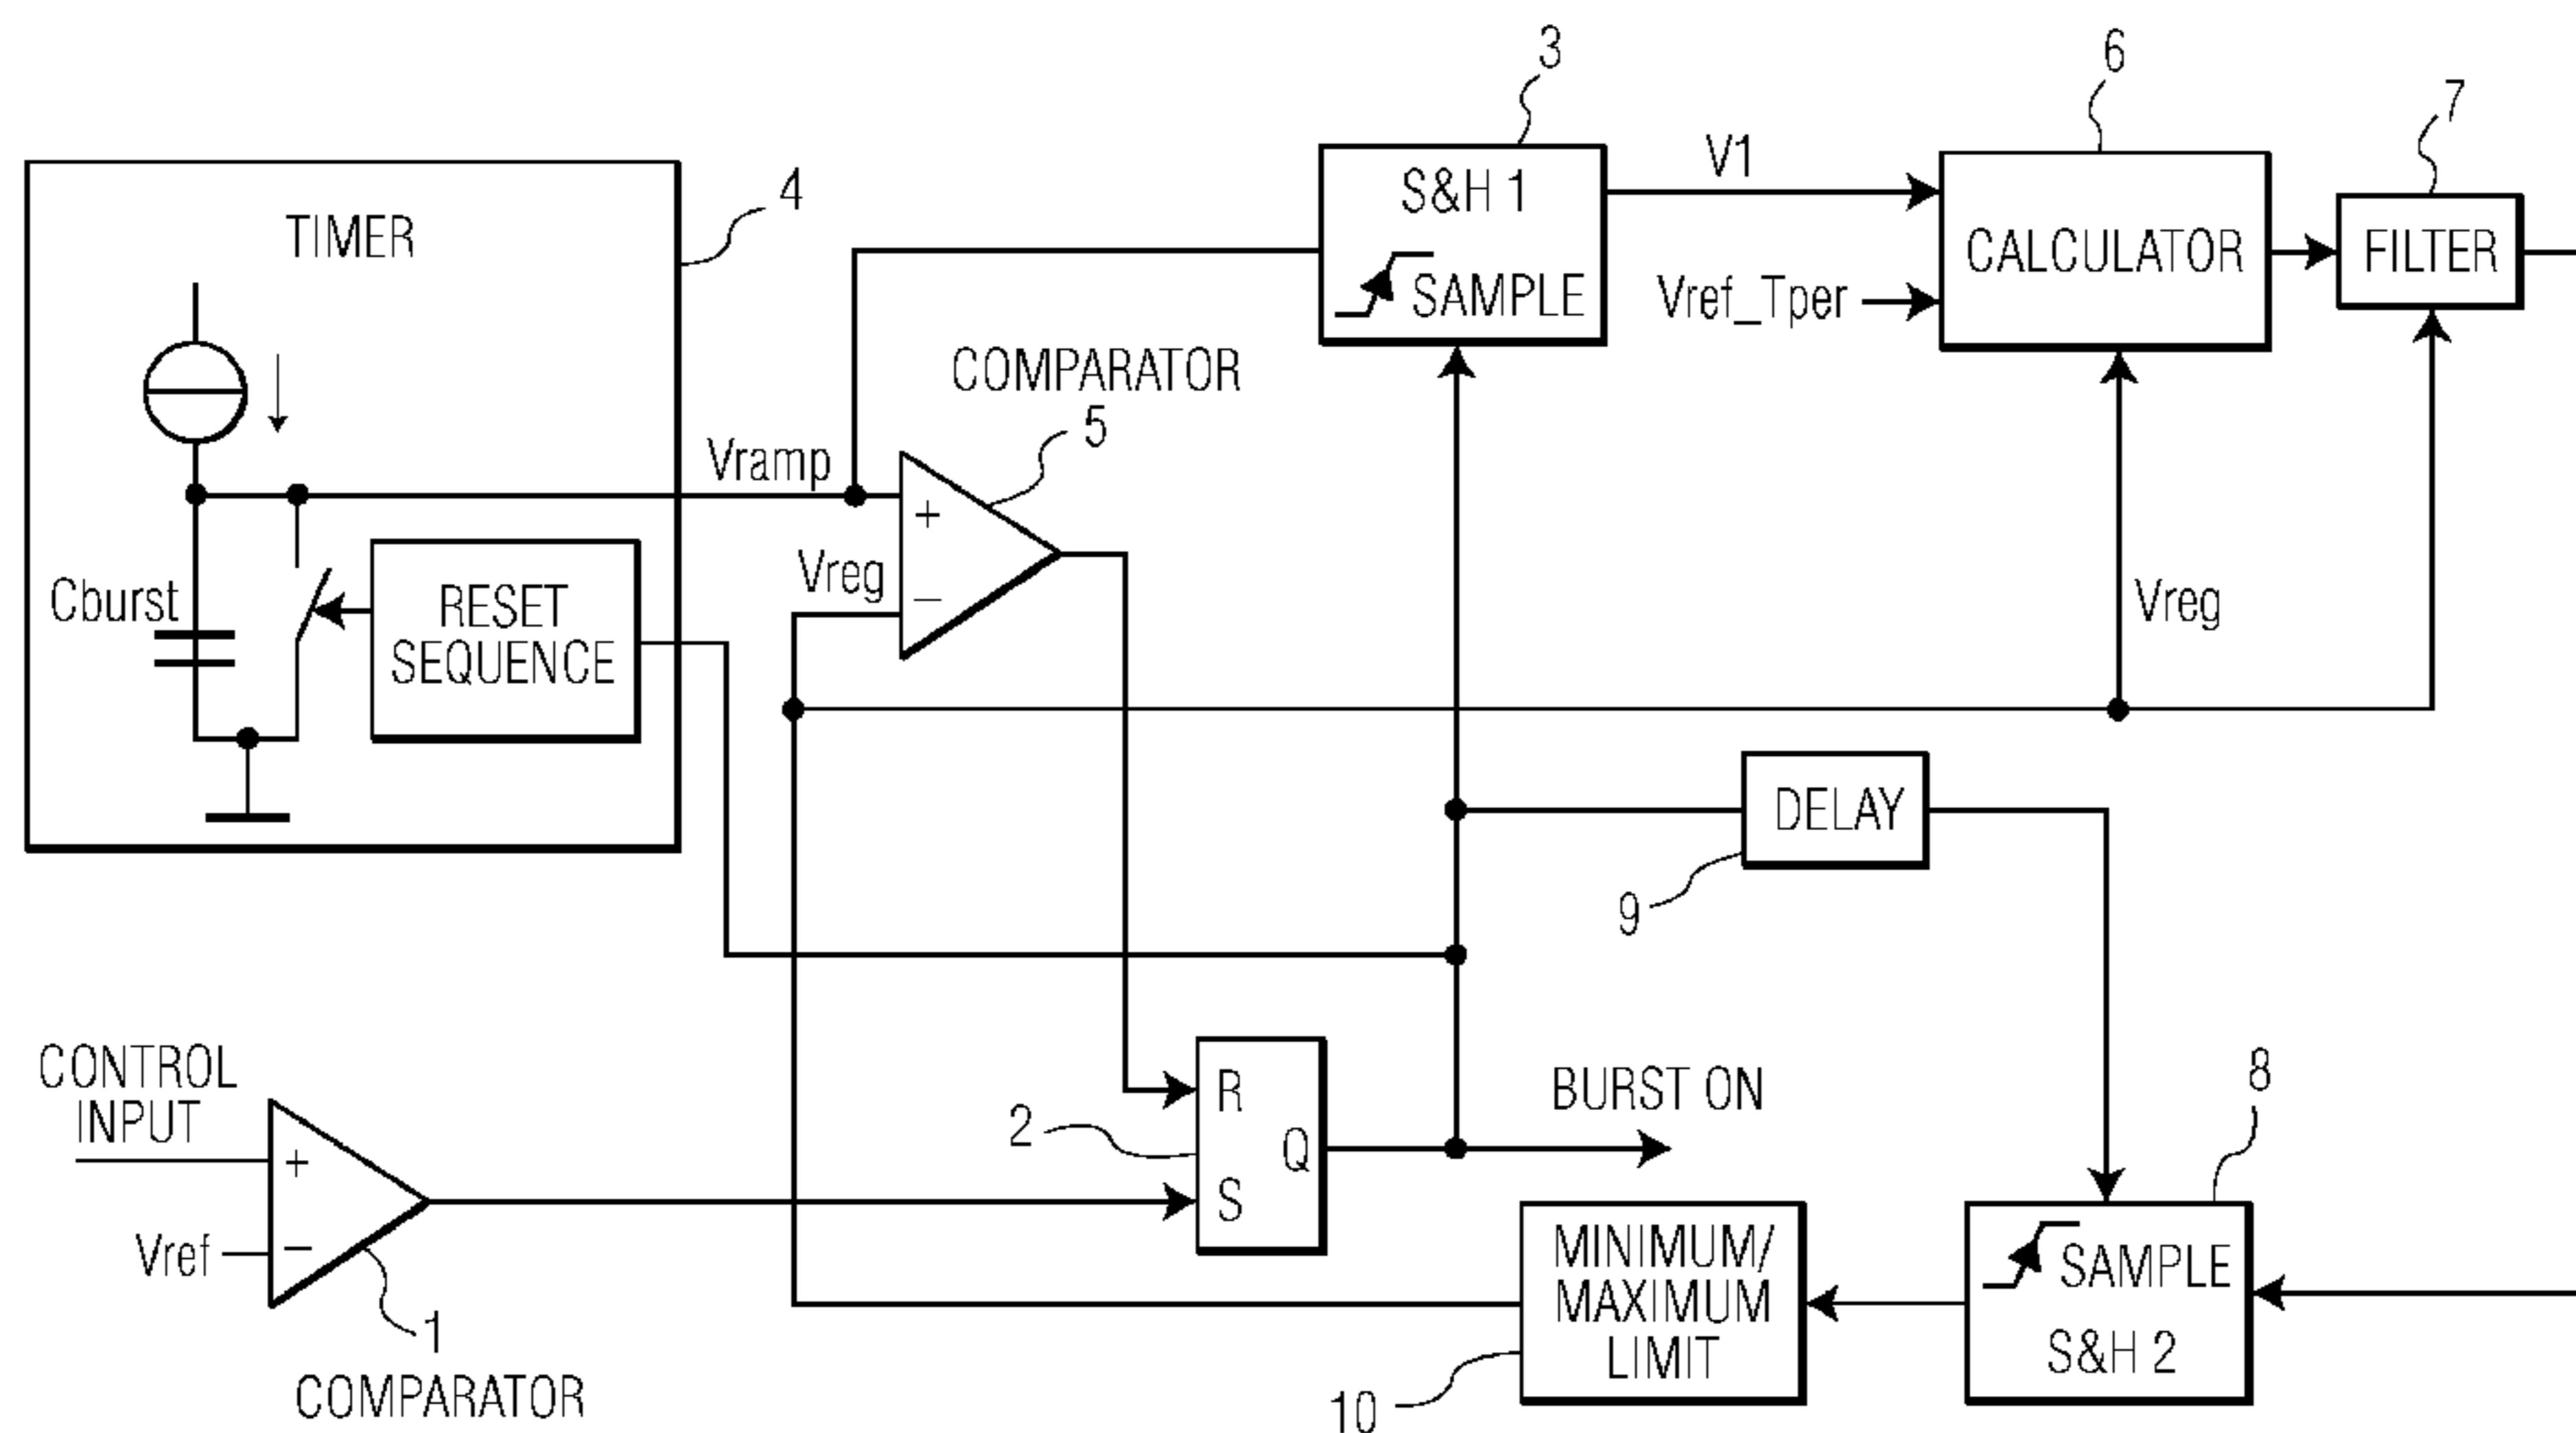 3
6
7
4
TIMER
S&H 1
SAMPLE
V1
Vref_Tper
CALCULATOR
FILTER
COMPARATOR
5
Vramp
+
Vreg
−
Cburst
RESET
SEQUENCE
Vreg
DELAY
9
CONTROL
INPUT
+
Vref
−
1
COMPARATOR
2
R
Q
S
BURST ON
8
MINIMUM/
MAXIMUM
LIMIT
10
SAMPLE
S&H 2